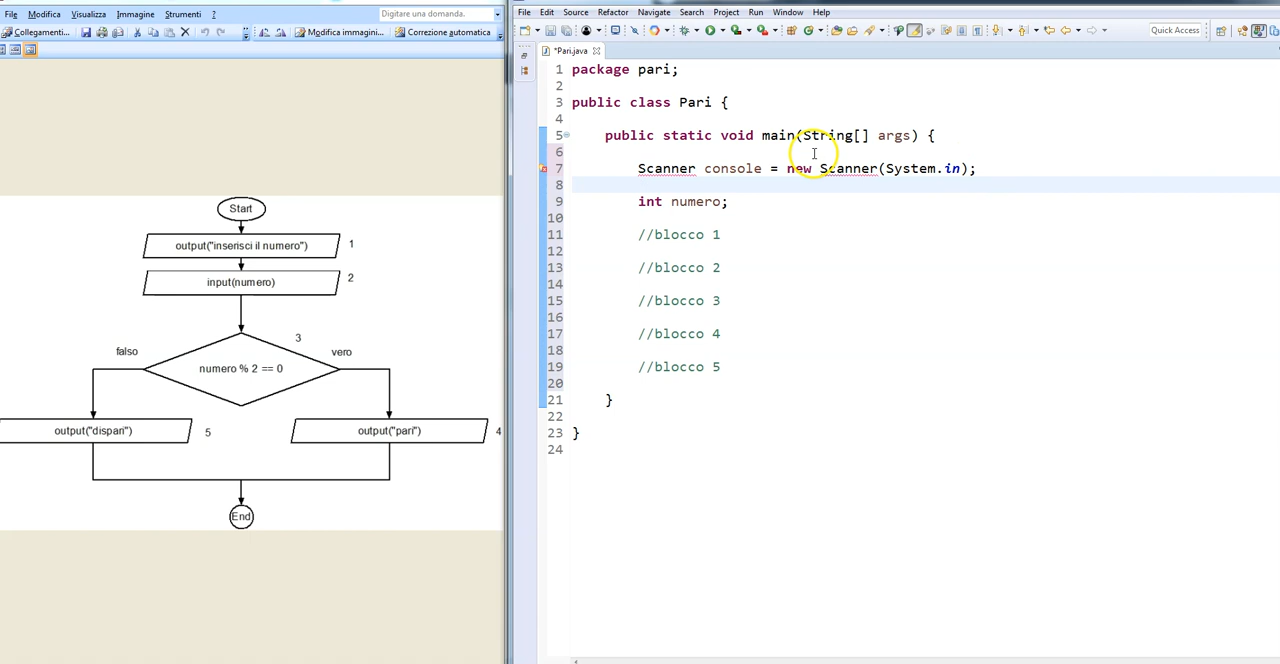 File Modifica Visualizza Immagine Strumenti ? Digitare una domanda.
Collegamenti... Modifica immagini... Correzione automatica
Start
output("inserisci il numero") 1
input(numero) 2
3
falso vero
numero % 2 == 0
output("dispari") 5 output("pari") 4
End
File Edit Source Refactor Navigate Search Project Run Window Help
Quick Access
*Pari.java
1 package pari;
2
3 public class Pari {
4
5 public static void main(String[] args) {
6
7 Scanner console = new Scanner(System.in);
8
9 int numero;
10
11 //blocco 1
12
13 //blocco 2
14
15 //blocco 3
16
17 //blocco 4
18
19 //blocco 5
20
21 }
22
23 }
24